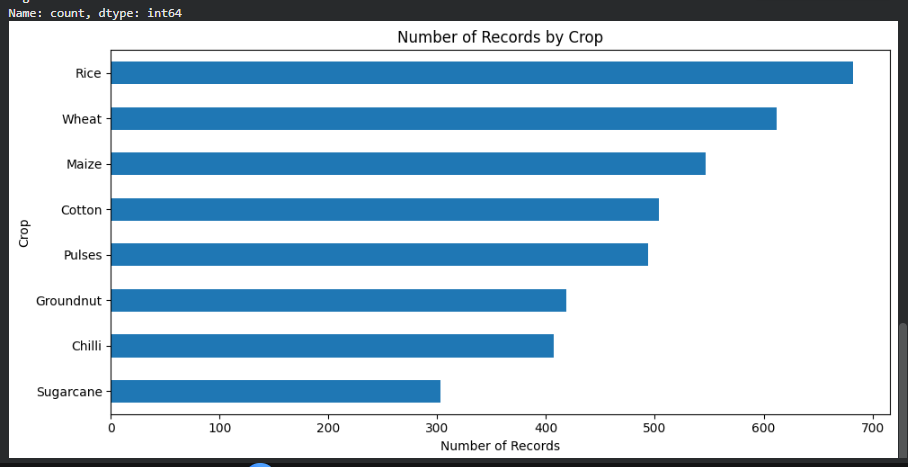 Name: count, dtype: int64
Number of Records by Crop
Rice
Wheat
Maize
Cotton
Pulses
Groundnut
Chilli
Sugarcane
Crop
0 100 200 300 400 500 600 700
Number of Records